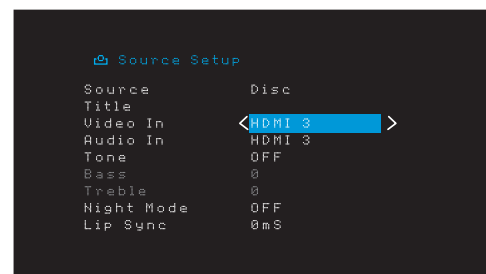 Source Setup
Source Disc
Title
Video In HDMI 3
Audio In HDMI 3
Tone OFF
Bass 0
Treble 0
Night Mode OFF
Lip Sync 0mS